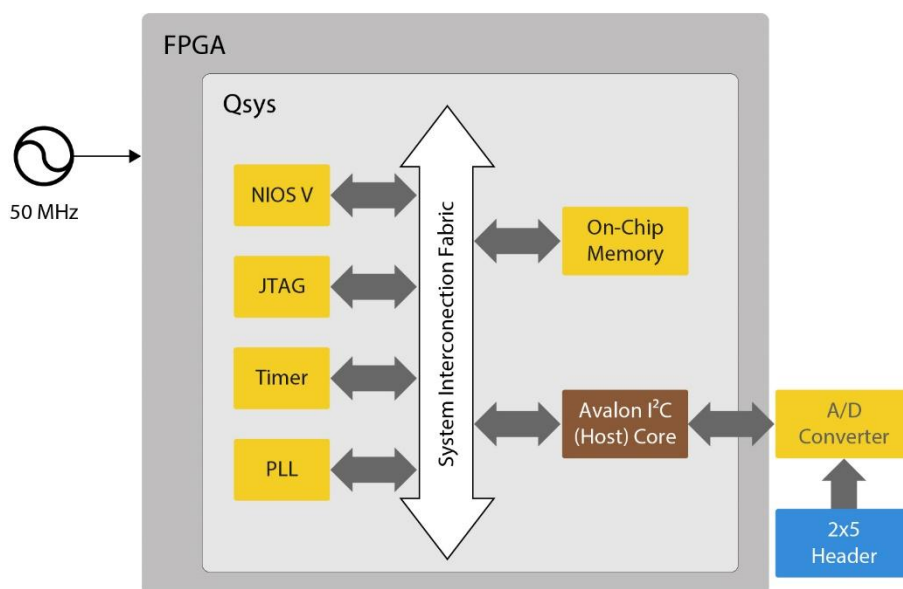 FPGA
Qsys
50 MHz
NIOS V
JTAG
Timer
PLL
System Interconection Fabric
On-Chip
Memory
Avalon I²C
(Host) Core
A/D
Converter
2x5
Header